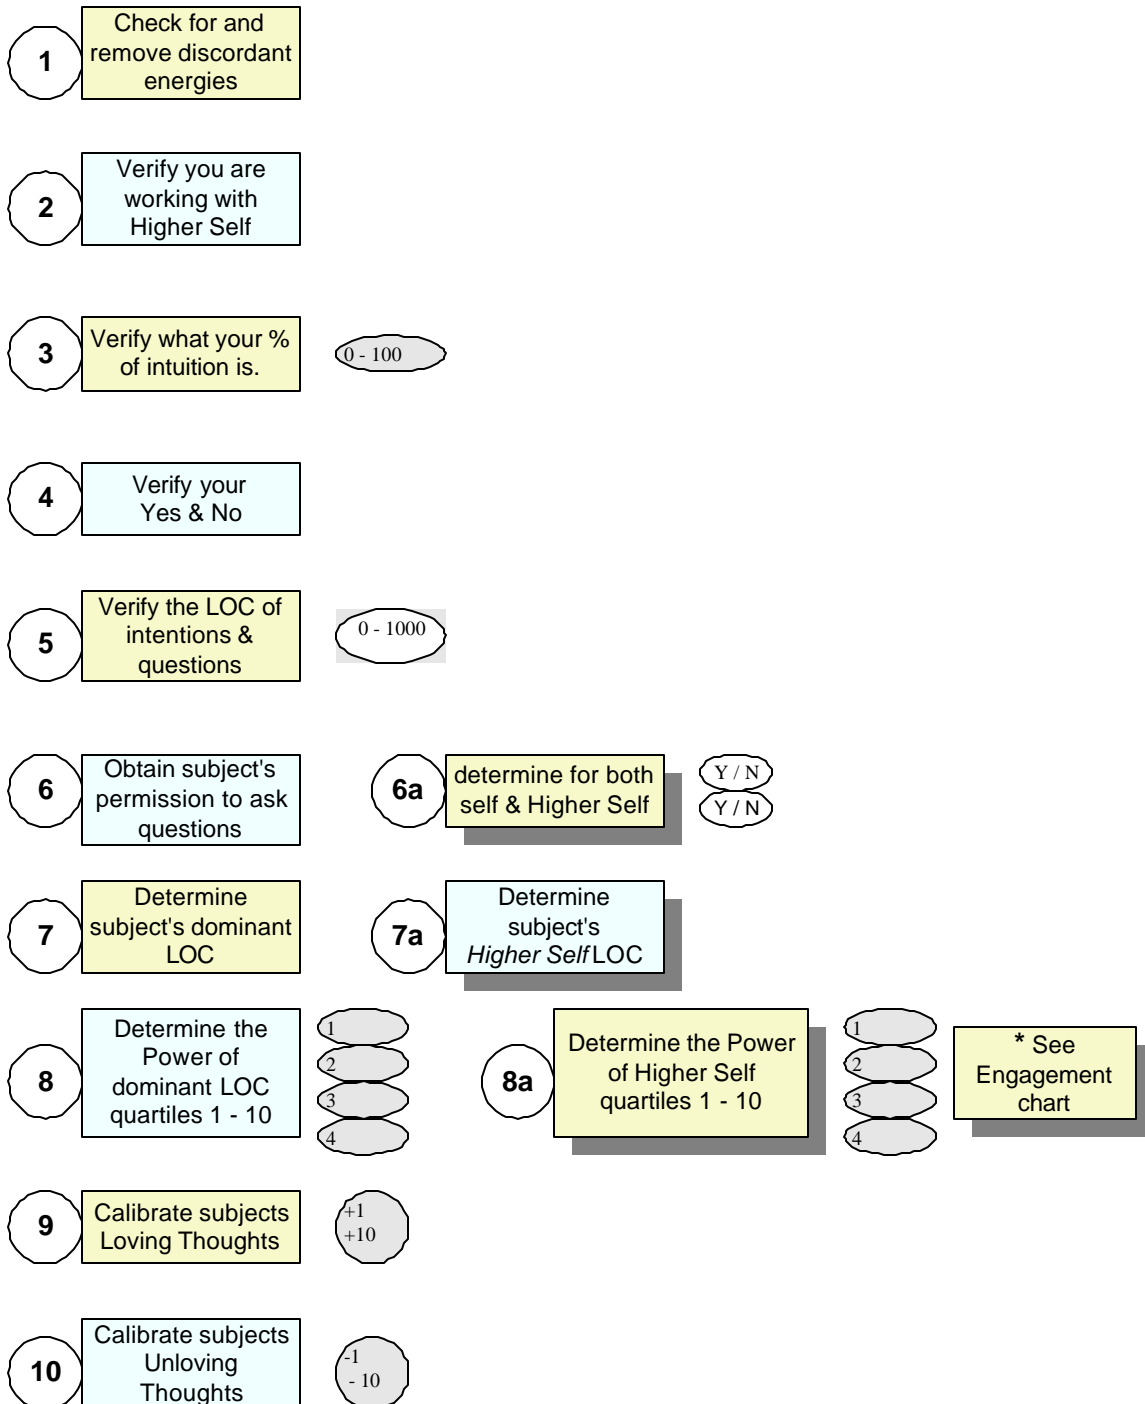 1
Check for and
remove discordant
energies
2
Verify you are
working with
Higher Self
3
Verify what your %
of intuition is.
0 - 100
4
Verify your
Yes & No
5
Verify the LOC of
intentions &
questions
0 - 1000
6
Obtain subject's
permission to ask
questions
6a
determine for both
self & Higher Self
Y / N
Y / N
7
Determine
subject's dominant
LOC
7a
Determine
subject's
Higher Self LOC
8
Determine the
Power of
dominant LOC
quartiles 1 - 10
1
2
3
4
8a
Determine the Power
of Higher Self
quartiles 1 - 10
1
2
3
4
* See
Engagement
chart
9
Calibrate subjects
Loving Thoughts
+1
+10
10
Calibrate subjects
Unloving
Thoughts
-1
- 10